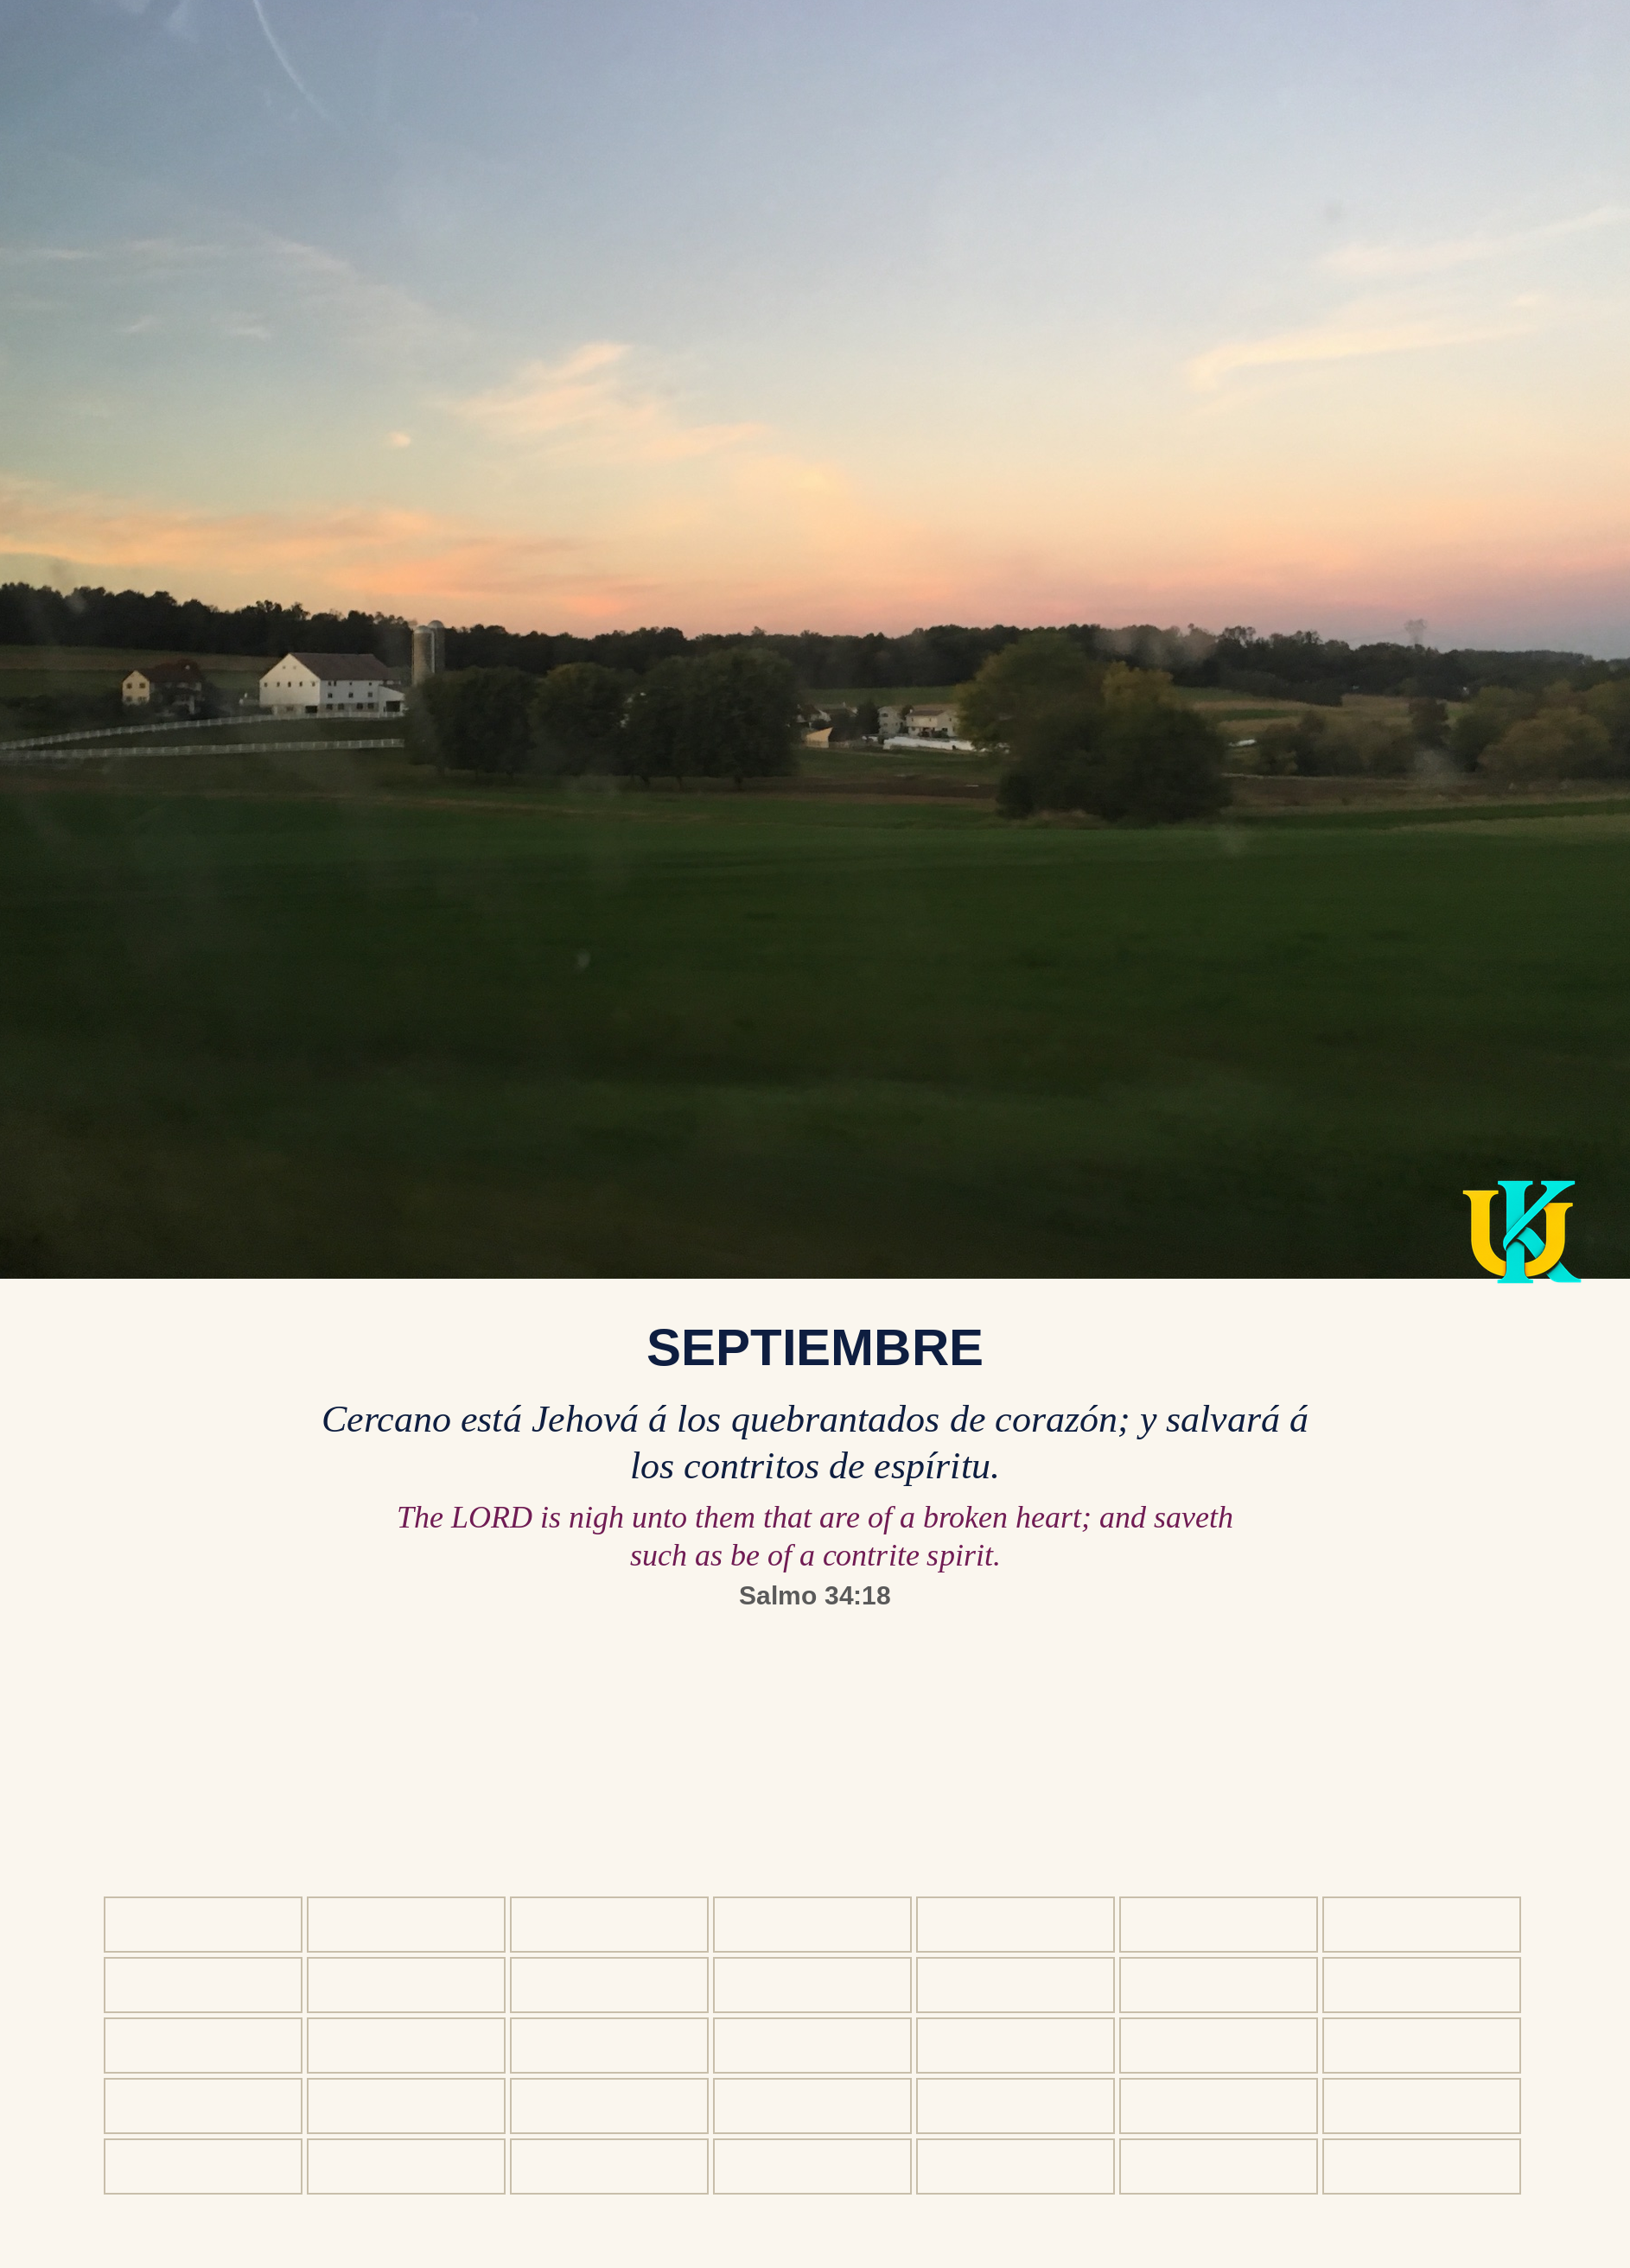 UK
SEPTIEMBRE
Cercano está Jehová á los quebrantados de corazón; y salvará á
los contritos de espíritu.
The LORD is nigh unto them that are of a broken heart; and saveth
such as be of a contrite spirit.
Salmo 34:18